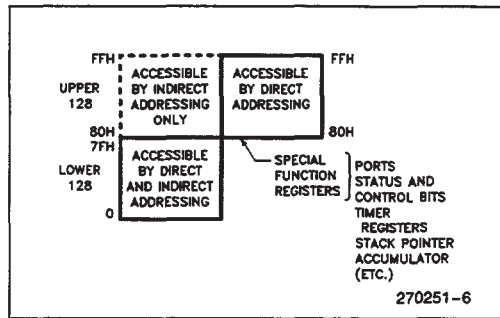 FFH
UPPER
128
80H
ACCESSIBLE
BY INDIRECT
ADDRESSING
ONLY
ACCESSIBLE
BY DIRECT
ADDRESSING
FFH
80H
7FH
LOWER
128
0
ACCESSIBLE
BY DIRECT
AND INDIRECT
ADDRESSING
SPECIAL
FUNCTION
REGISTERS
PORTS
STATUS AND
CONTROL BITS
TIMER
REGISTERS
STACK POINTER
ACCUMULATOR
(ETC.)
270251-6